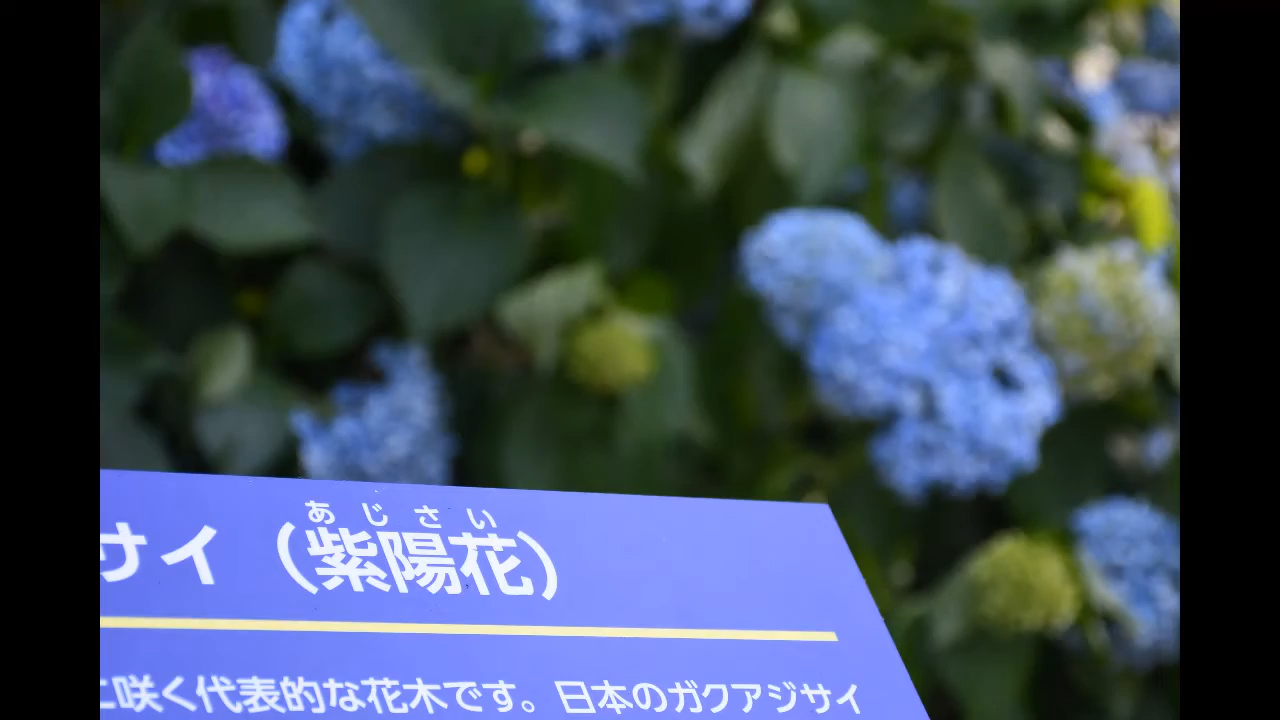 あじさい
サイ（紫陽花）
に咲く代表的な花木です。日本のガクアジサイ